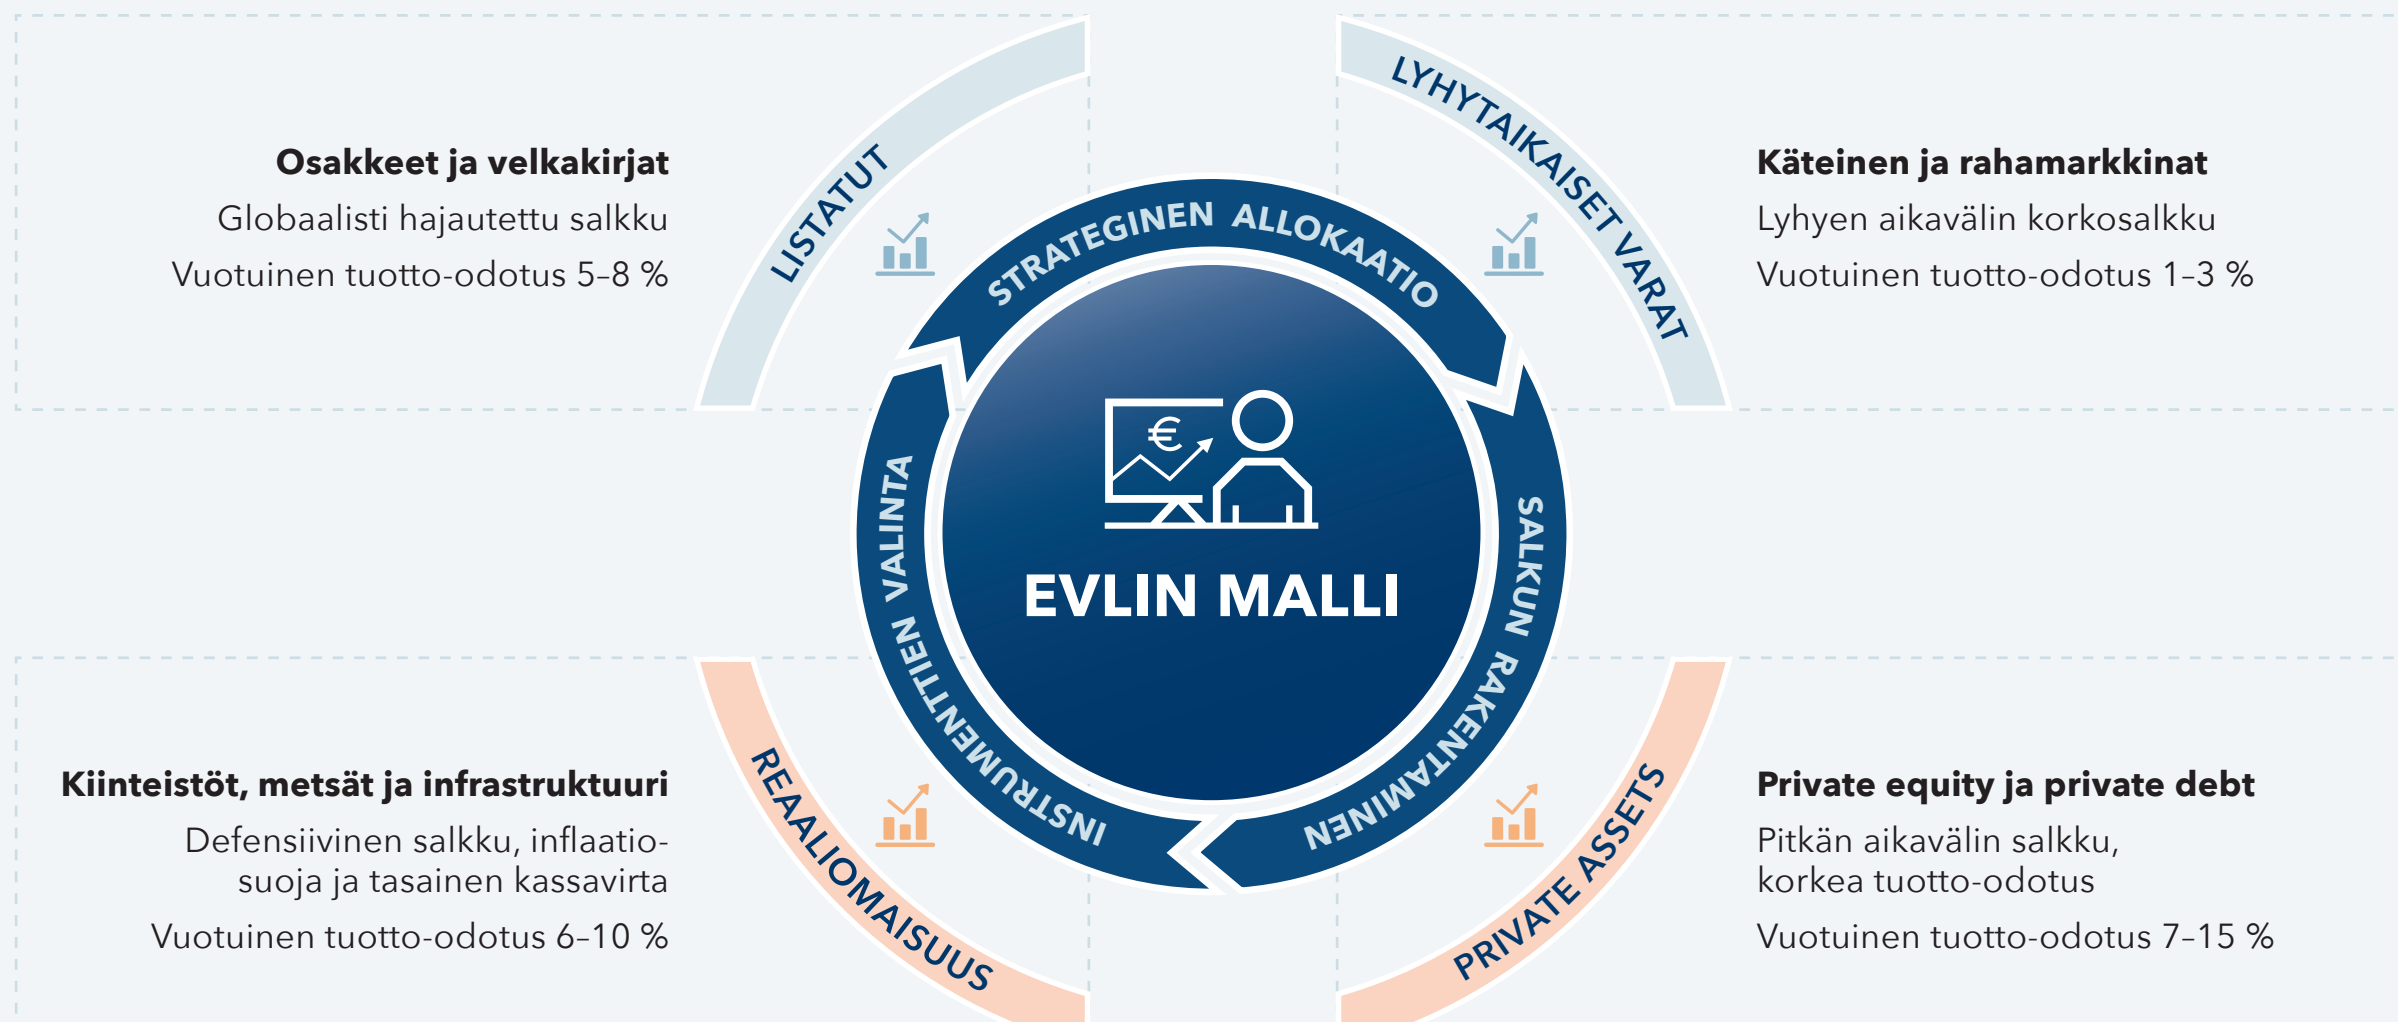 Osakkeet ja velkakirjat
Globaalisti hajautettu salkku
Vuotuinen tuotto-odotus 5–8 %
LISTATUT
LYHYTAIKAISET VARAT
Käteinen ja rahamarkkinat
Lyhyen aikavälin korkosalkku
Vuotuinen tuotto-odotus 1–3 %
STRATEGINEN ALLOKAATIO
SALKUN RAKENTAMINEN
INSTRUMENTTIEN VALINTA
€
EVLIN MALLI
Kiinteistöt, metsät ja infrastruktuuri
Defensiivinen salkku, inflaatio-
suoja ja tasainen kassavirta
Vuotuinen tuotto-odotus 6–10 %
REAALIOMAISUUS
PRIVATE ASSETS
Private equity ja private debt
Pitkän aikavälin salkku,
korkea tuotto-odotus
Vuotuinen tuotto-odotus 7–15 %